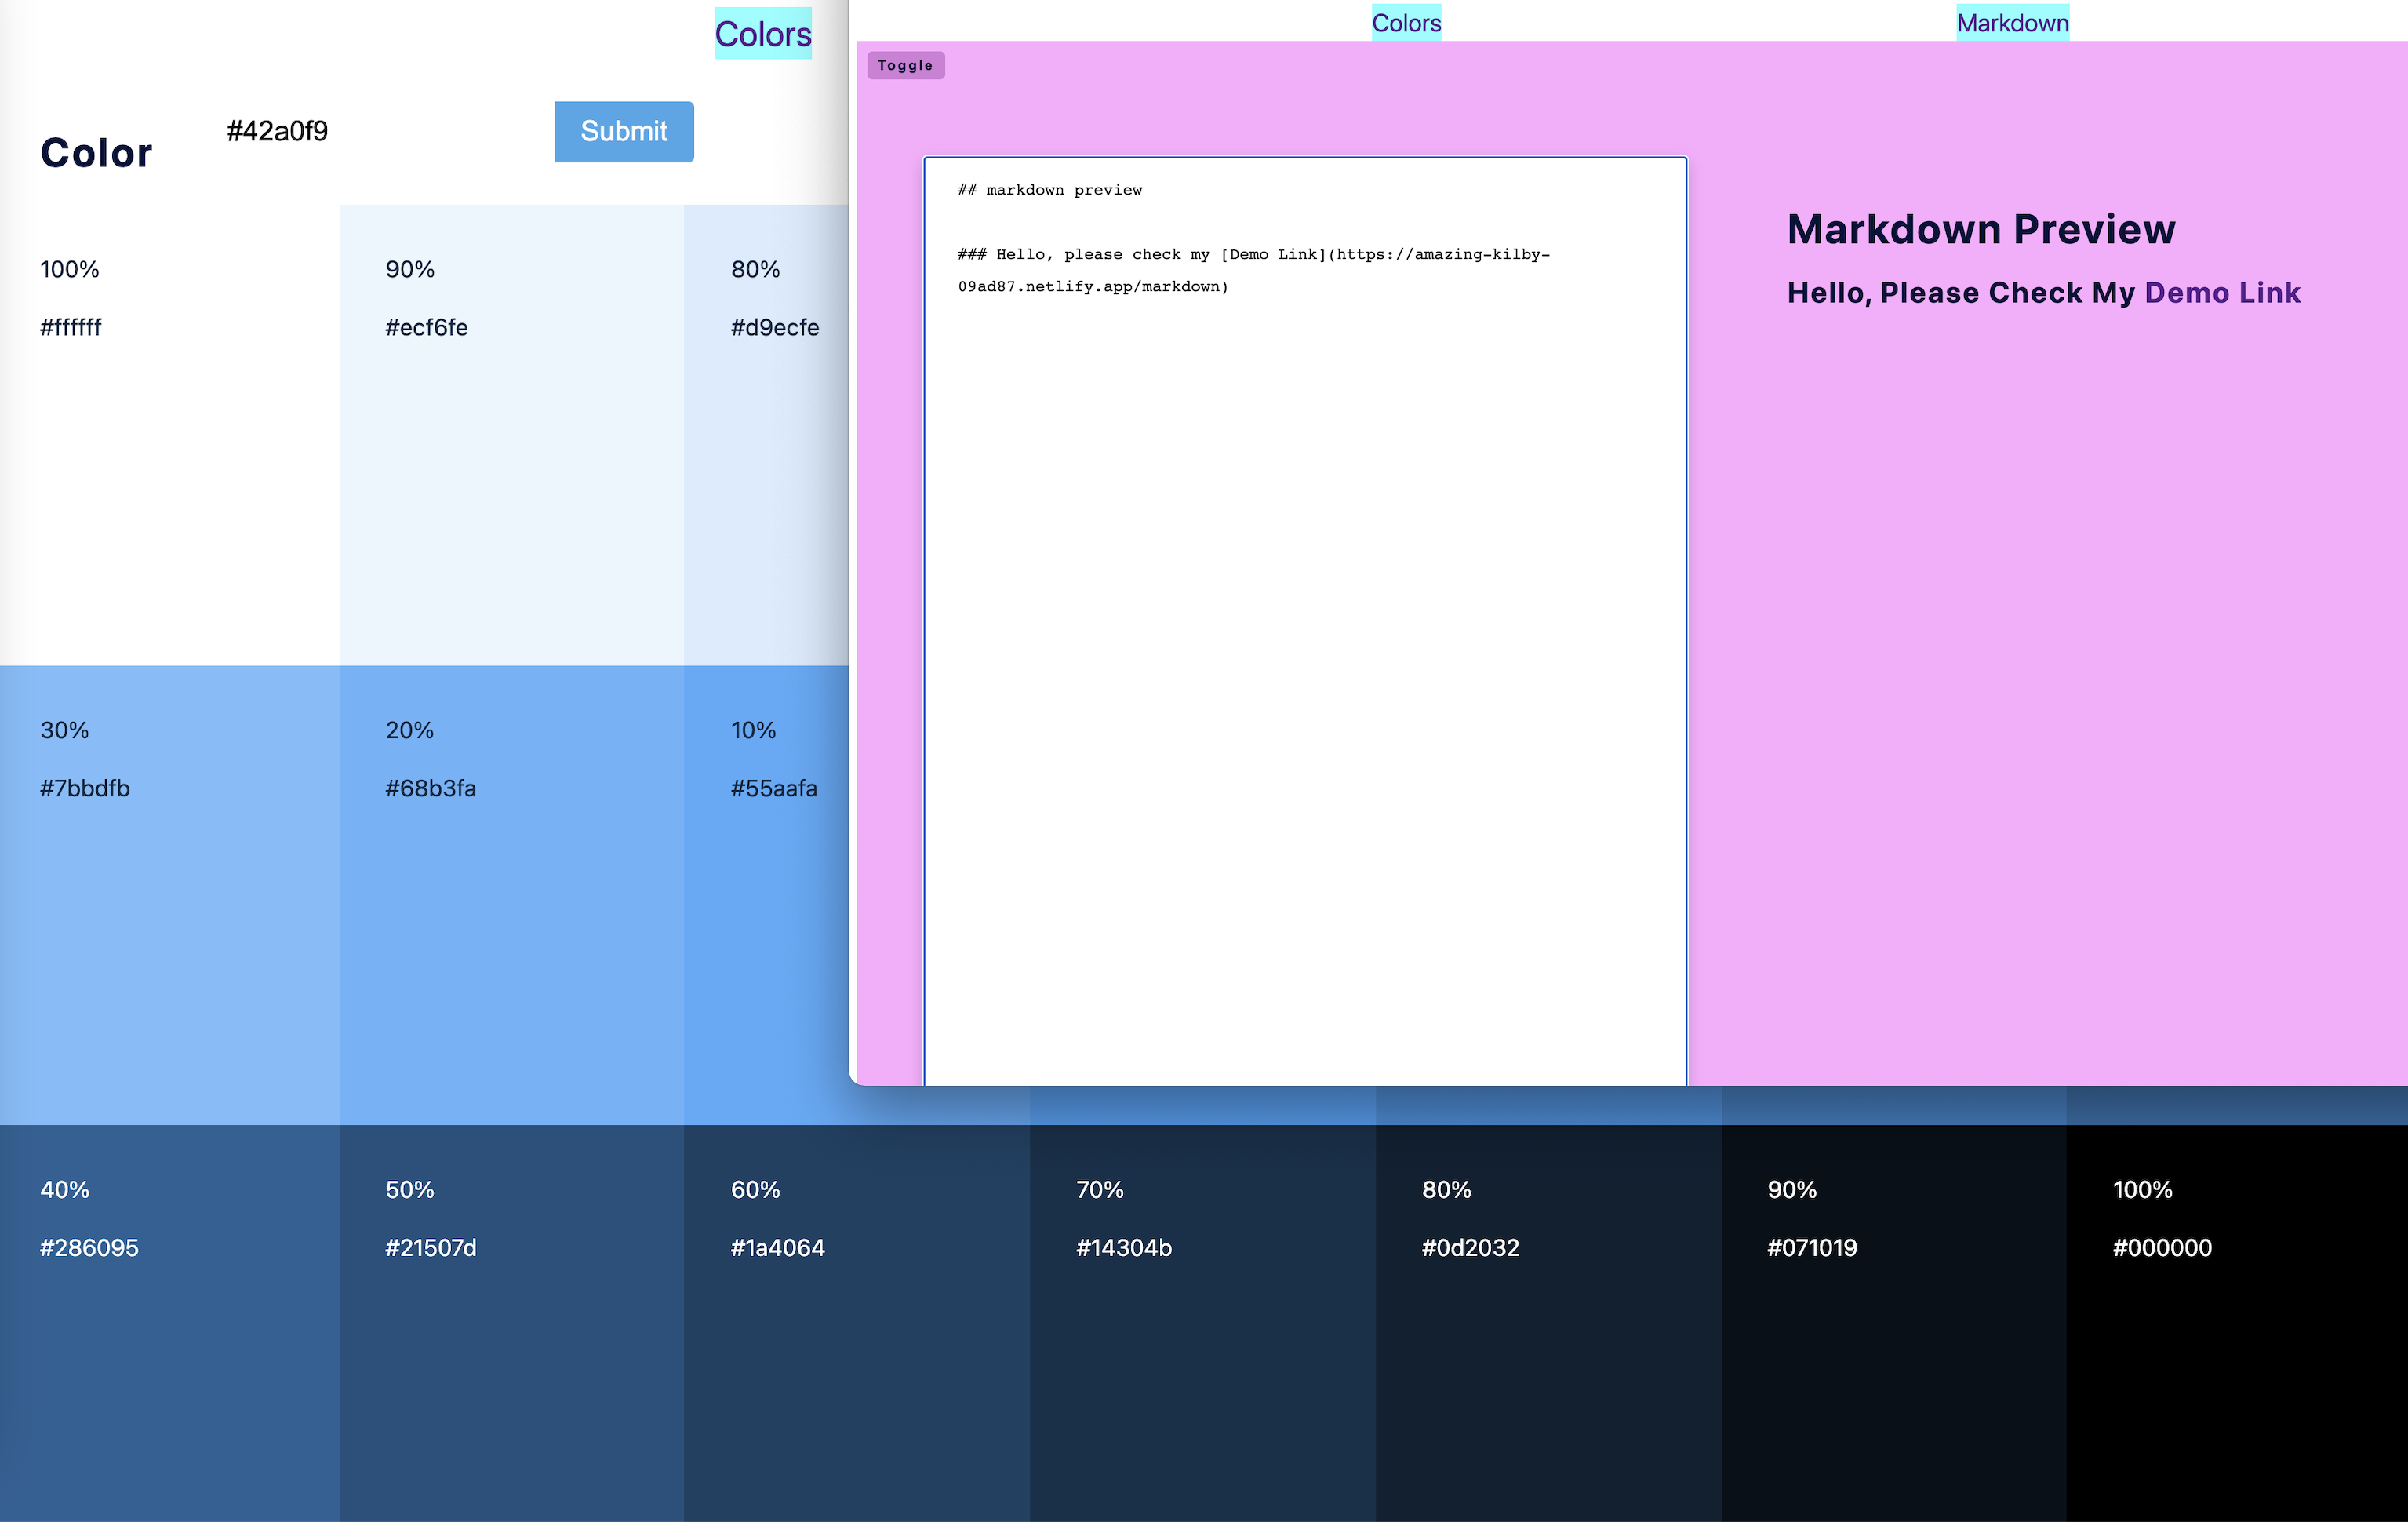 Colors
Color
#42a0f9
Submit
100%
#ffffff
90%
#ecf6fe
80%
#d9ecfe
30%
#7bbdfb
20%
#68b3fa
10%
#55aafa
40%
#286095
50%
#21507d
60%
#1a4064
70%
#14304b
80%
#0d2032
90%
#071019
100%
#000000
Colors
Markdown
Toggle
## markdown preview
### Hello, please check my [Demo Link](https://amazing-kilby-
09ad87.netlify.app/markdown)
Markdown Preview
Hello, Please Check My Demo Link